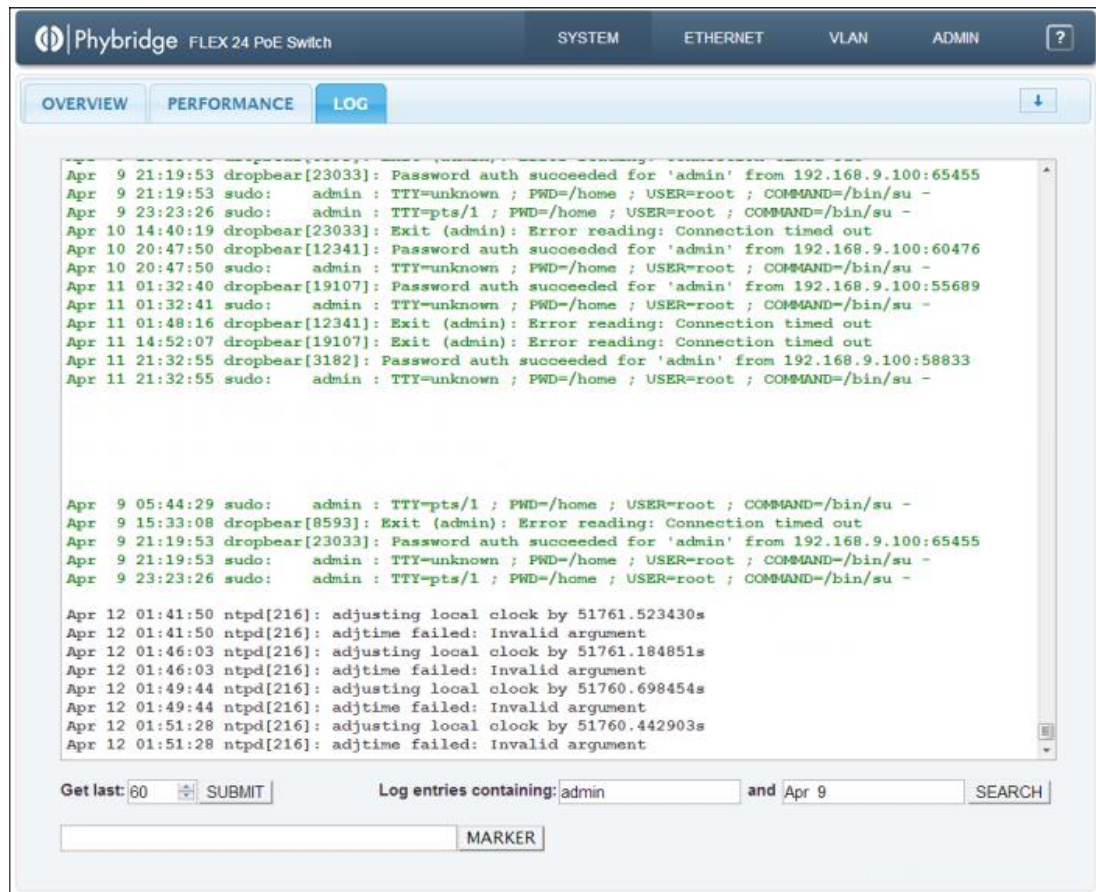 Phybridge FLEX 24 PoE Switch SYSTEM ETHERNET VLAN ADMIN ?
OVERVIEW PERFORMANCE LOG
Exit (admin): Error reading: Connection timed out
Apr  9 21:19:53 dropbear[23033]: Password auth succeeded for 'admin' from 192.168.9.100:65455
Apr  9 21:19:53 sudo:    admin : TTY=unknown ; PWD=/home ; USER=root ; COMMAND=/bin/su -
Apr  9 23:23:26 sudo:    admin : TTY=pts/1 ; PWD=/home ; USER=root ; COMMAND=/bin/su -
Apr 10 14:40:19 dropbear[23033]: Exit (admin): Error reading: Connection timed out
Apr 10 20:47:50 dropbear[12341]: Password auth succeeded for 'admin' from 192.168.9.100:60476
Apr 10 20:47:50 sudo:    admin : TTY=unknown ; PWD=/home ; USER=root ; COMMAND=/bin/su -
Apr 11 01:32:40 dropbear[19107]: Password auth succeeded for 'admin' from 192.168.9.100:55689
Apr 11 01:32:41 sudo:    admin : TTY=unknown ; PWD=/home ; USER=root ; COMMAND=/bin/su -
Apr 11 01:48:16 dropbear[12341]: Exit (admin): Error reading: Connection timed out
Apr 11 14:52:07 dropbear[19107]: Exit (admin): Error reading: Connection timed out
Apr 11 21:32:55 dropbear[3182]: Password auth succeeded for 'admin' from 192.168.9.100:58833
Apr 11 21:32:55 sudo:    admin : TTY=unknown ; PWD=/home ; USER=root ; COMMAND=/bin/su -
Apr  9 05:44:29 sudo:    admin : TTY=pts/1 ; PWD=/home ; USER=root ; COMMAND=/bin/su -
Apr  9 15:33:08 dropbear[8593]: Exit (admin): Error reading: Connection timed out
Apr  9 21:19:53 dropbear[23033]: Password auth succeeded for 'admin' from 192.168.9.100:65455
Apr  9 21:19:53 sudo:    admin : TTY=unknown ; PWD=/home ; USER=root ; COMMAND=/bin/su -
Apr  9 23:23:26 sudo:    admin : TTY=pts/1 ; PWD=/home ; USER=root ; COMMAND=/bin/su -
Apr 12 01:41:50 ntpd[216]: adjusting local clock by 51761.523430s
Apr 12 01:41:50 ntpd[216]: adjtime failed: Invalid argument
Apr 12 01:46:03 ntpd[216]: adjusting local clock by 51761.184851s
Apr 12 01:46:03 ntpd[216]: adjtime failed: Invalid argument
Apr 12 01:49:44 ntpd[216]: adjusting local clock by 51760.698454s
Apr 12 01:49:44 ntpd[216]: adjtime failed: Invalid argument
Apr 12 01:51:28 ntpd[216]: adjusting local clock by 51760.442903s
Apr 12 01:51:28 ntpd[216]: adjtime failed: Invalid argument
Get last: 60 SUBMIT Log entries containing: admin and Apr 9 SEARCH
MARKER